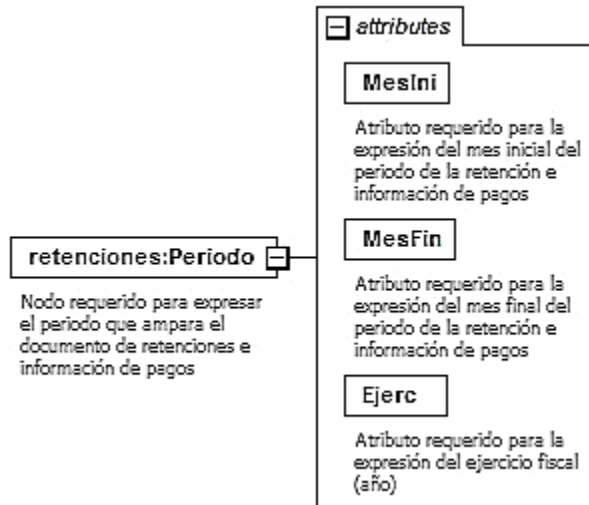 attributes
MesIni
Atributo requerido para la
expresión del mes inicial del
periodo de la retención e
información de pagos
retenciones:Periodo
Nodo requerido para expresar
el periodo que ampara el
documento de retenciones e
información de pagos
MesFin
Atributo requerido para la
expresión del mes final del
periodo de la retención e
información de pagos
Ejerc
Atributo requerido para la
expresión del ejercicio fiscal
(año)